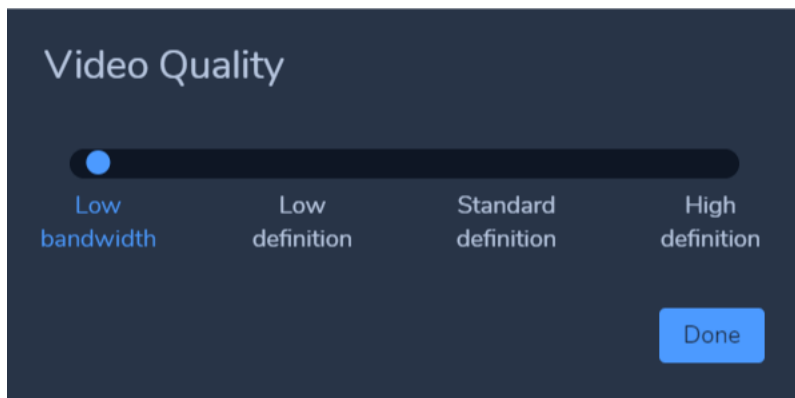 Video Quality
Low bandwidth
Low definition
Standard definition
High definition
Done